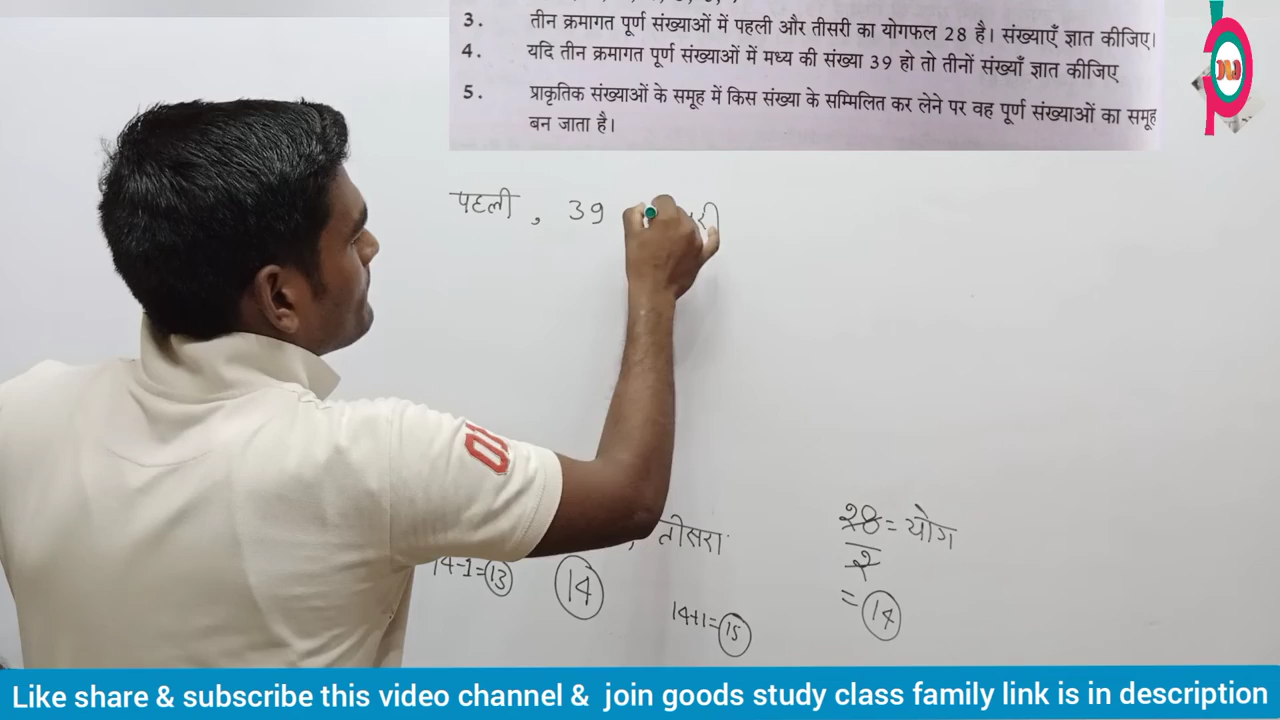 3. तीन क्रमागत पूर्ण संख्याओं में पहली और तीसरी का योगफल 28 है। संख्याएँ ज्ञात कीजिए।
4. यदि तीन क्रमागत पूर्ण संख्याओं में मध्य की संख्या 39 हो तो तीनों संख्याँ ज्ञात कीजिए
5. प्राकृतिक संख्याओं के समूह में किस संख्या के सम्मिलित कर लेने पर वह पूर्ण संख्याओं का समूह
बन जाता है।
पहली , 39
, तीसरा
28 = योग
2
= 14
14-1=13
14
14+1=15
01
Like share & subscribe this video channel & join goods study class family link is in description